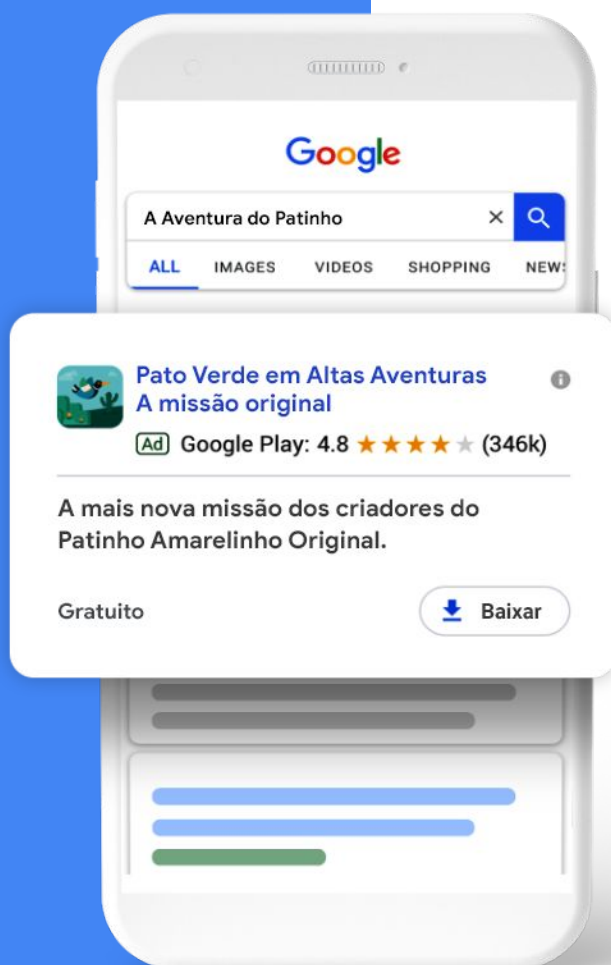 Google
A Aventura do Patinho
ALL IMAGES VIDEOS SHOPPING NEWS
Pato Verde em Altas Aventuras
A missão original
Ad Google Play: 4.8 ★★★★★ (346k)
A mais nova missão dos criadores do
Patinho Amarelinho Original.
Gratuito
Baixar